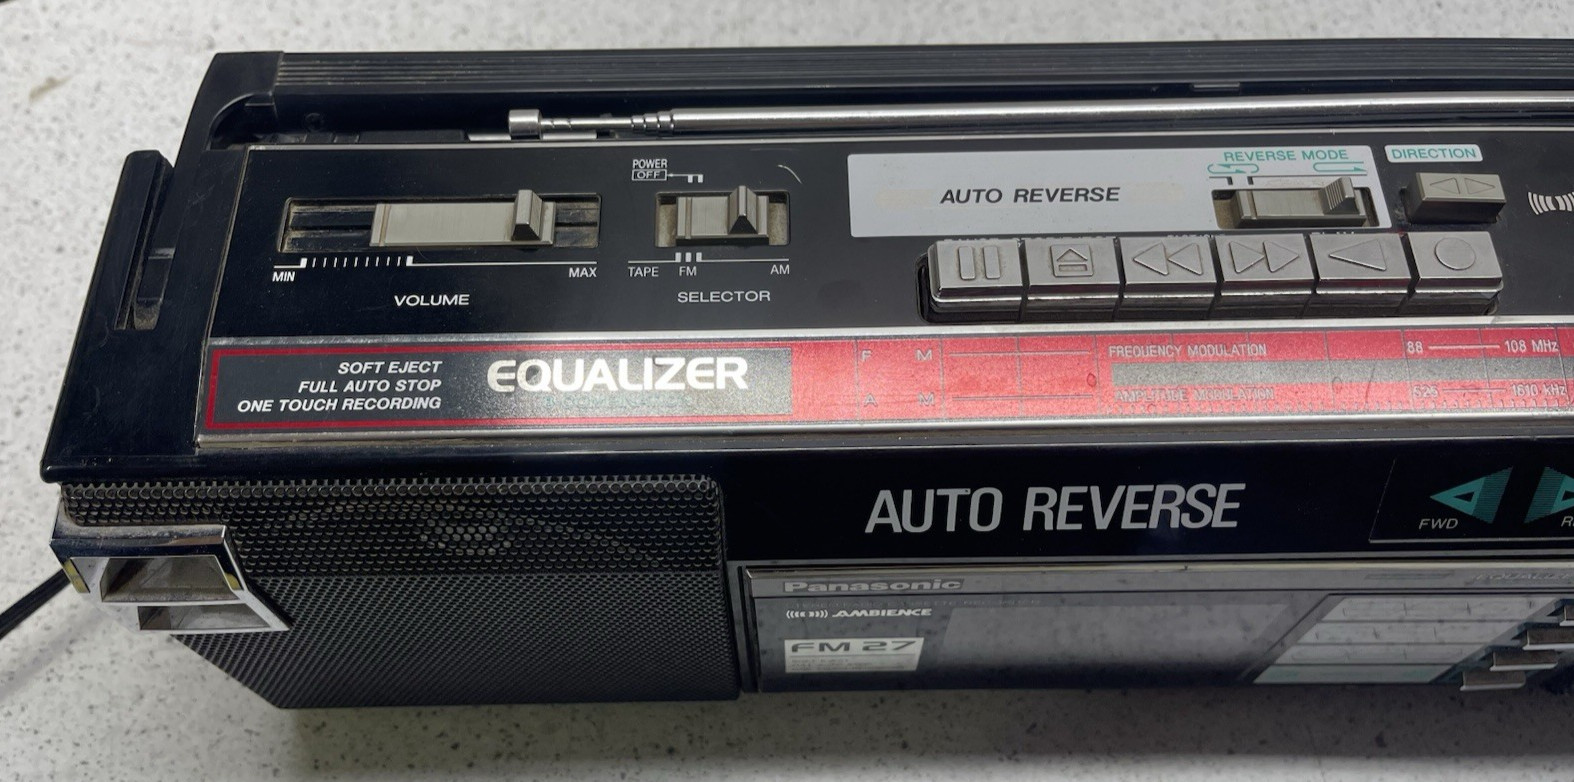 POWER
OFF
REVERSE MODE
DIRECTION
AUTO REVERSE
MIN
MAX
VOLUME
TAPE FM AM
SELECTOR
SOFT EJECT
FULL AUTO STOP
ONE TOUCH RECORDING
EQUALIZER
FM
FREQUENCY MODULATION
88 108 MHz
AM
AMPLITUDE MODULATION
525 1610 kHz
AUTO REVERSE
FWD
Panasonic
AMBIENCE
FM 27